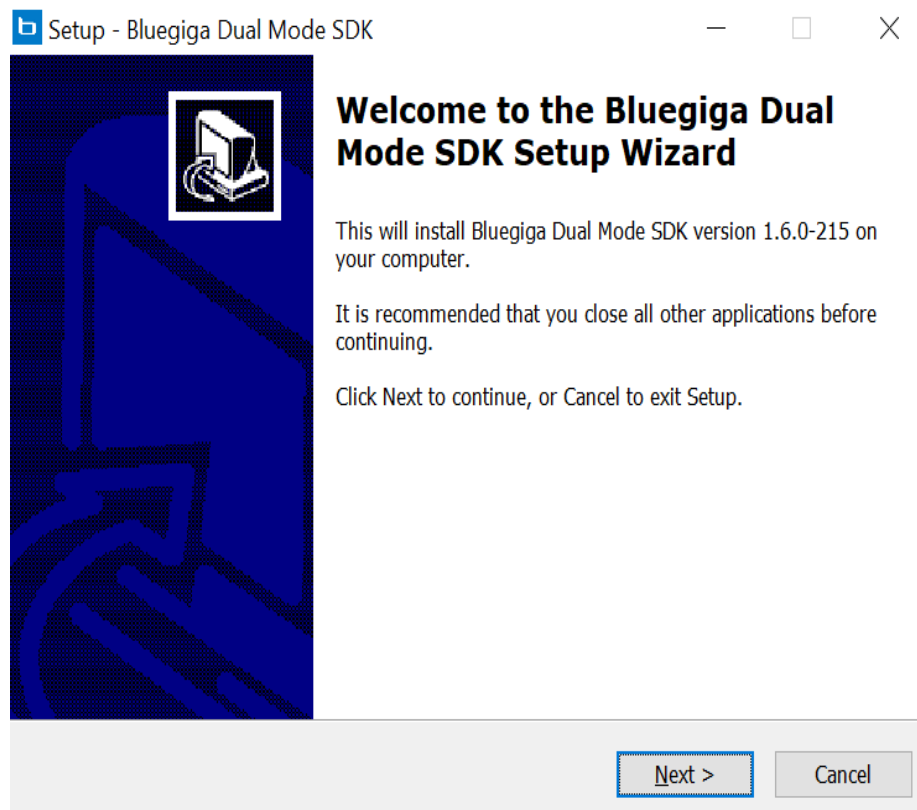 Setup - Bluegiga Dual Mode SDK
Welcome to the Bluegiga Dual
Mode SDK Setup Wizard
This will install Bluegiga Dual Mode SDK version 1.6.0-215 on
your computer.
It is recommended that you close all other applications before
continuing.
Click Next to continue, or Cancel to exit Setup.
Next >
Cancel